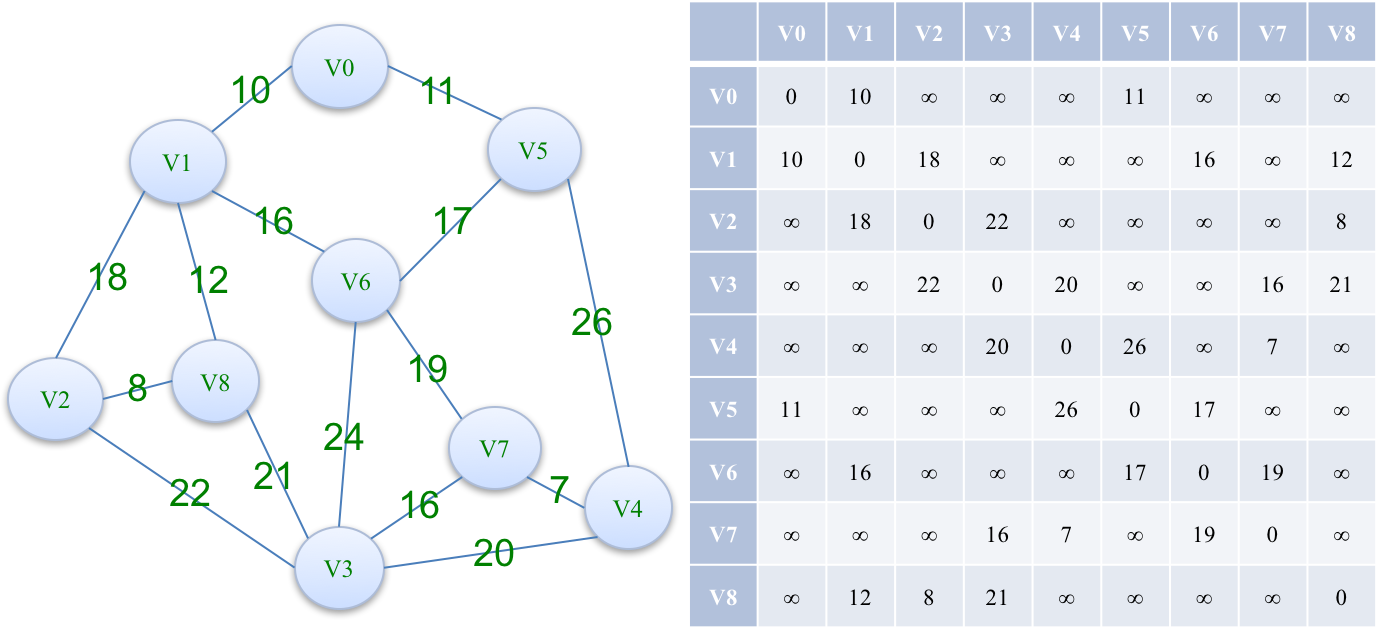 V0
10
11
V1
V5
16
17
18
12
V6
26
19
V2
8
V8
24
V7
21
22
16
7
V4
20
V3
V0 V1 V2 V3 V4 V5 V6 V7 V8
V0 0 10 ∞ ∞ ∞ 11 ∞ ∞ ∞
V1 10 0 18 ∞ ∞ ∞ 16 ∞ 12
V2 ∞ 18 0 22 ∞ ∞ ∞ ∞ 8
V3 ∞ ∞ 22 0 20 ∞ ∞ 16 21
V4 ∞ ∞ ∞ 20 0 26 ∞ 7 ∞
V5 11 ∞ ∞ ∞ 26 0 17 ∞ ∞
V6 ∞ 16 ∞ ∞ ∞ 17 0 19 ∞
V7 ∞ ∞ ∞ 16 7 ∞ 19 0 ∞
V8 ∞ 12 8 21 ∞ ∞ ∞ ∞ 0